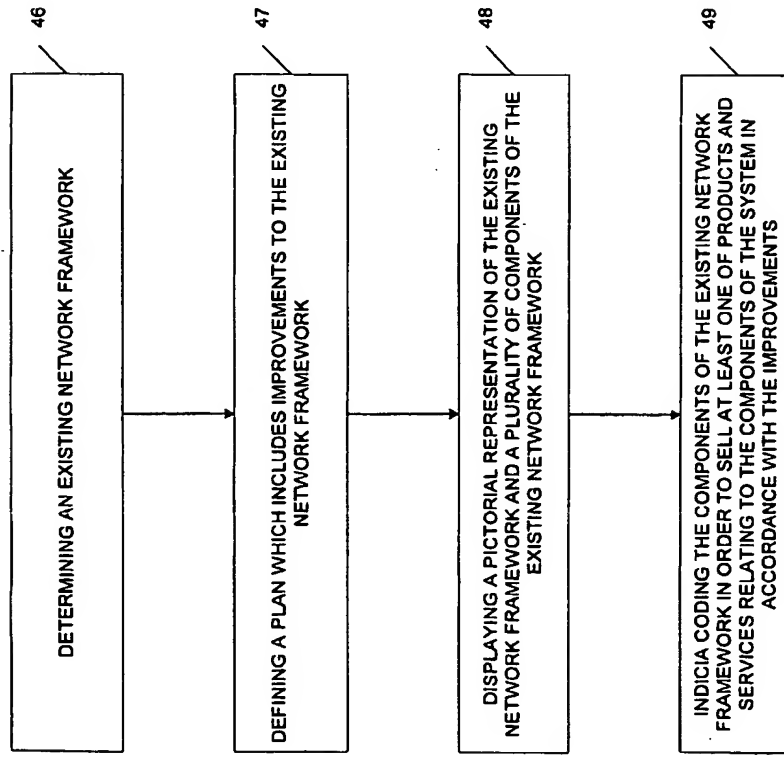 46
DETERMINING AN EXISTING NETWORK FRAMEWORK
47
DEFINING A PLAN WHICH INCLUDES IMPROVEMENTS TO THE EXISTING
NETWORK FRAMEWORK
48
DISPLAYING A PICTORIAL REPRESENTATION OF THE EXISTING
NETWORK FRAMEWORK AND A PLURALITY OF COMPONENTS OF THE
EXISTING NETWORK FRAMEWORK
49
INDICIA CODING THE COMPONENTS OF THE EXISTING NETWORK
FRAMEWORK IN ORDER TO SELL AT LEAST ONE OF PRODUCTS AND
SERVICES RELATING TO THE COMPONENTS OF THE SYSTEM IN
ACCORDANCE WITH THE IMPROVEMENTS